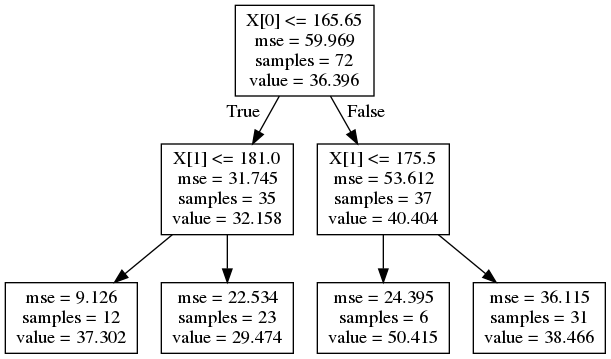 X[0] <= 165.65
mse = 59.969
samples = 72
value = 36.396
True
False
X[1] <= 181.0
mse = 31.745
samples = 35
value = 32.158
X[1] <= 175.5
mse = 53.612
samples = 37
value = 40.404
mse = 9.126
samples = 12
value = 37.302
mse = 22.534
samples = 23
value = 29.474
mse = 24.395
samples = 6
value = 50.415
mse = 36.115
samples = 31
value = 38.466